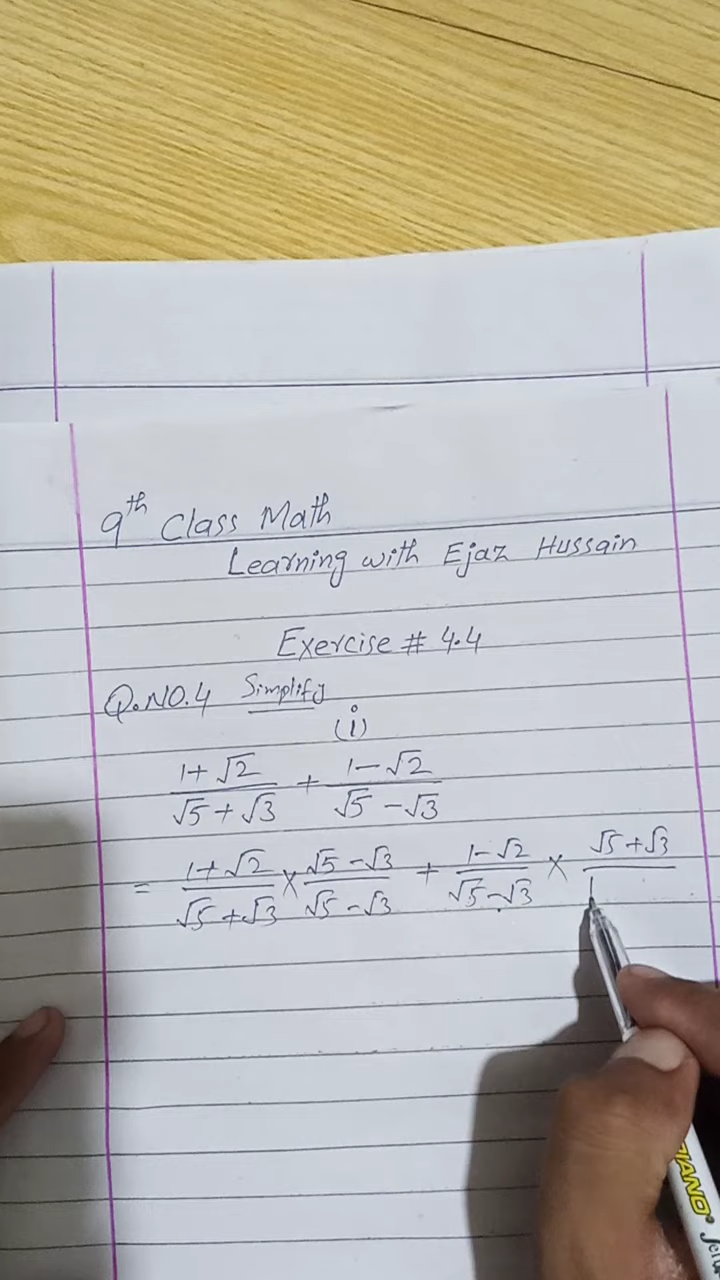 9th Class Math
Learning with Ejaz Hussain
Exercise # 4.4
Q.NO.4 Simplify
(i)
(1+√2)/(√5+√3) + (1-√2)/(√5-√3)
= (1+√2)/(√5+√3) × (√5-√3)/(√5-√3) + (1-√2)/(√5-√3) × (√5+√3)/